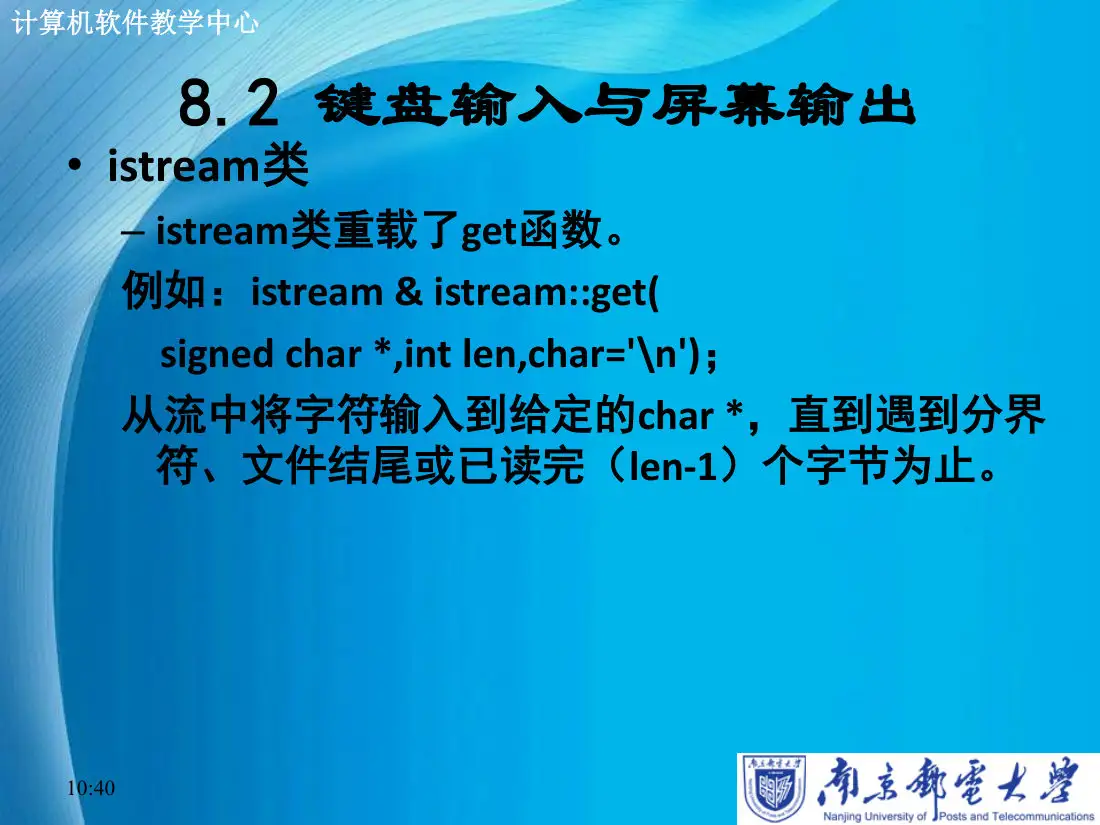 计算机软件教学中心
8.2 键盘输入与屏幕输出
• istream类
– istream类重载了get函数。
例如：istream & istream::get(
signed char *,int len,char='\n')；
从流中将字符输入到给定的char *，直到遇到分界
符、文件结尾或已读完（len-1）个字节为止。
10:40
南京郵電大學
Nanjing University of Posts and Telecommunications